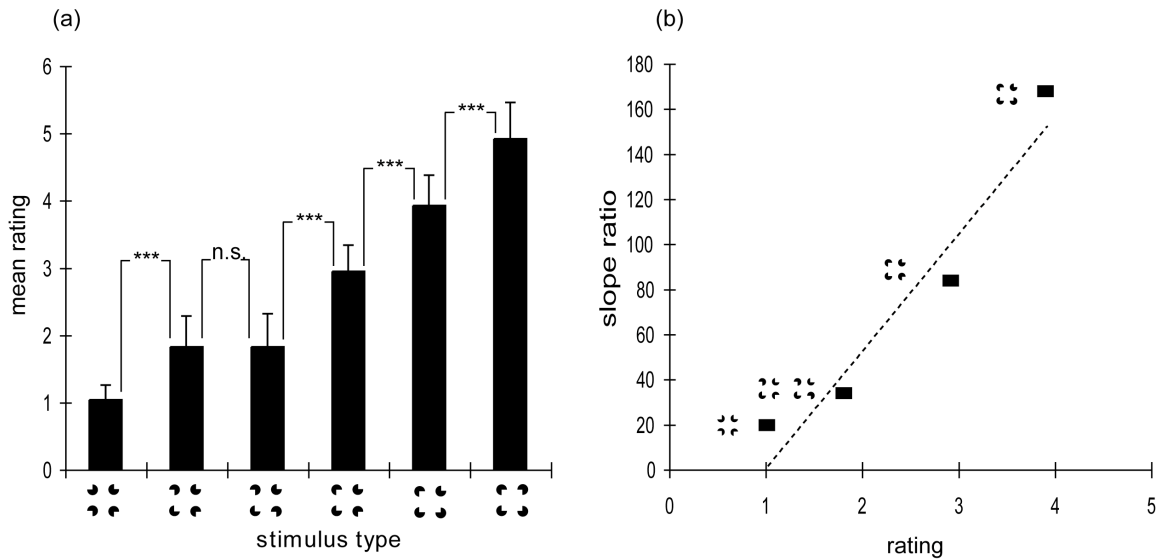 (a)
6
5
4
3
2
1
0
mean rating
***
n.s.
***
***
***
stimulus type
(b)
180
160
140
120
100
80
60
40
20
0
slope ratio
0 1 2 3 4 5
rating